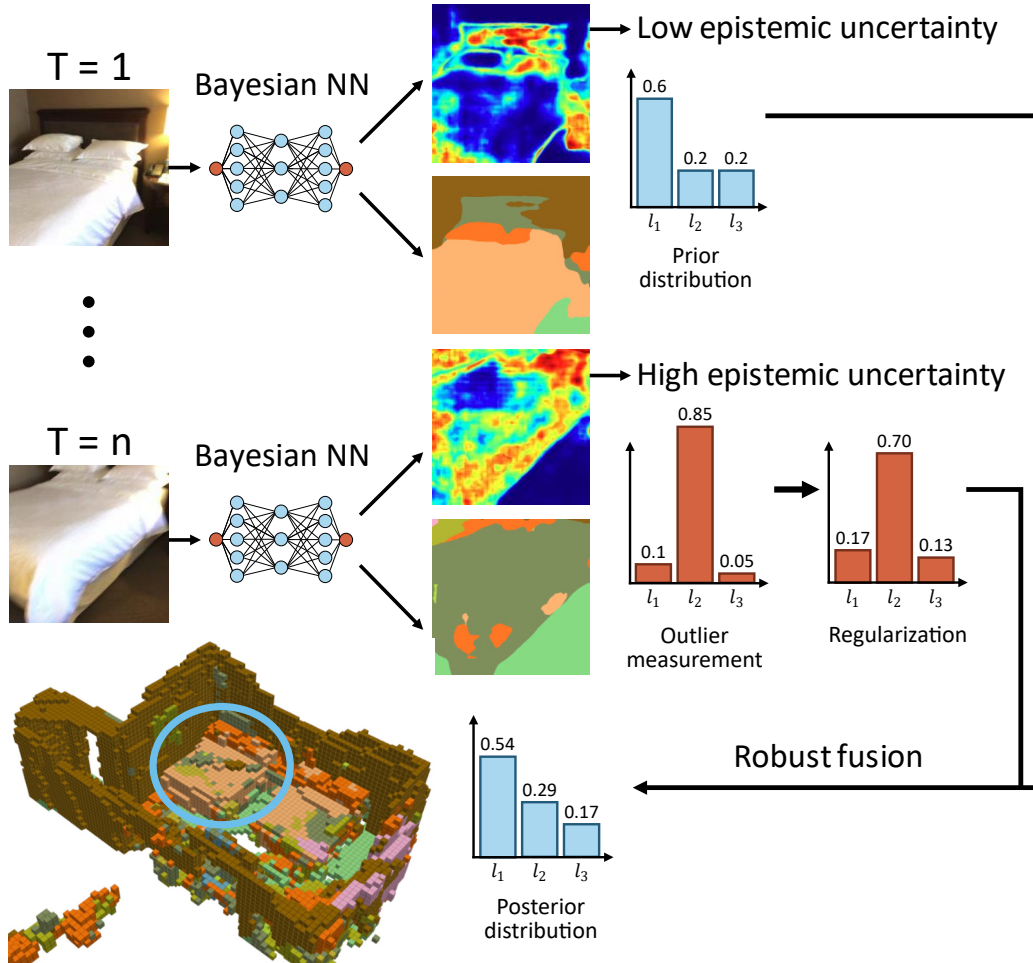 T = 1
Bayesian NN
Low epistemic uncertainty
0.6
0.2 0.2
l₁ l₂ l₃
Prior
distribution
T = n
Bayesian NN
High epistemic uncertainty
0.85
0.1
0.05
l₁ l₂ l₃
Outlier
measurement
0.70
0.17
0.13
l₁ l₂ l₃
Regularization
Robust fusion
0.54
0.29
0.17
l₁ l₂ l₃
Posterior
distribution